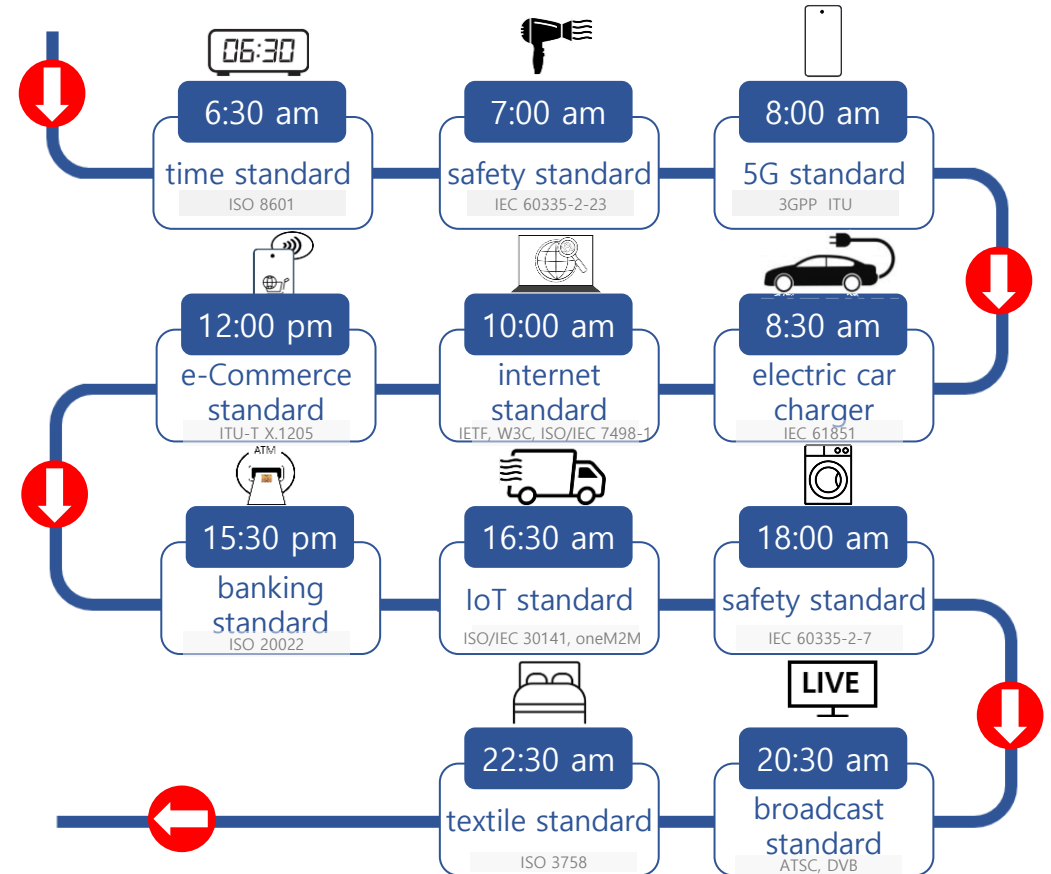 06:30
6:30 am
time standard
ISO 8601
7:00 am
safety standard
IEC 60335-2-23
8:00 am
5G standard
3GPP ITU
8:30 am
electric car
charger
IEC 61851
10:00 am
internet
standard
IETF, W3C, ISO/IEC 7498-1
12:00 pm
e-Commerce
standard
ITU-T X.1205
ATM
15:30 pm
banking
standard
ISO 20022
16:30 am
IoT standard
ISO/IEC 30141, oneM2M
18:00 am
safety standard
IEC 60335-2-7
LIVE
20:30 am
broadcast
standard
ATSC, DVB
22:30 am
textile standard
ISO 3758